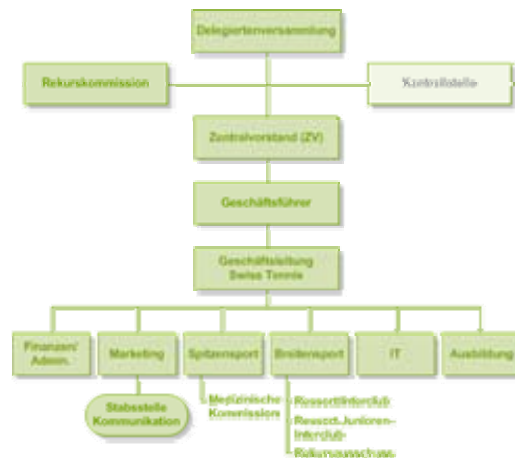 Delegiertenversammlung
Rekurskommission
Kontrollstelle
Zentralvorstand (ZV)
Geschäftsführer
Geschäftsleitung
Swiss Tennis
Finanzen/
Admin.
Marketing
Spitzensport
Breitensport
IT
Ausbildung
Stabsstelle
Kommunikation
Medizinische
Kommission
Ressort Interclub
Ressort Junioren-
Interclub